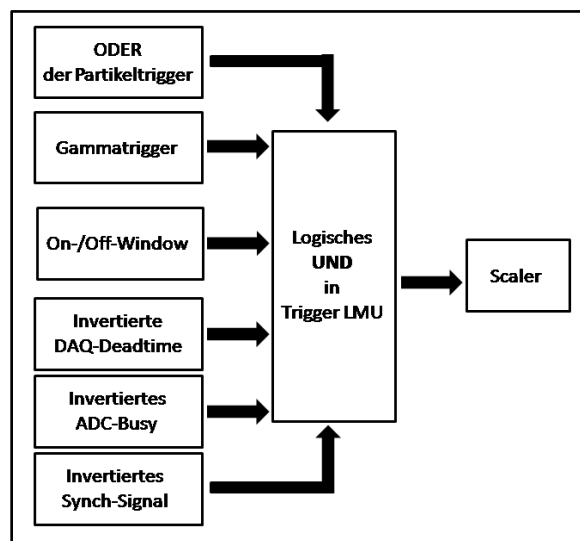 ODER
der Partikeltrigger
Gammatrigger
On-/Off-Window
Invertierte
DAQ-Deadtime
Invertiertes
ADC-Busy
Invertiertes
Synch-Signal
Logisches
UND
in
Trigger LMU
Scaler